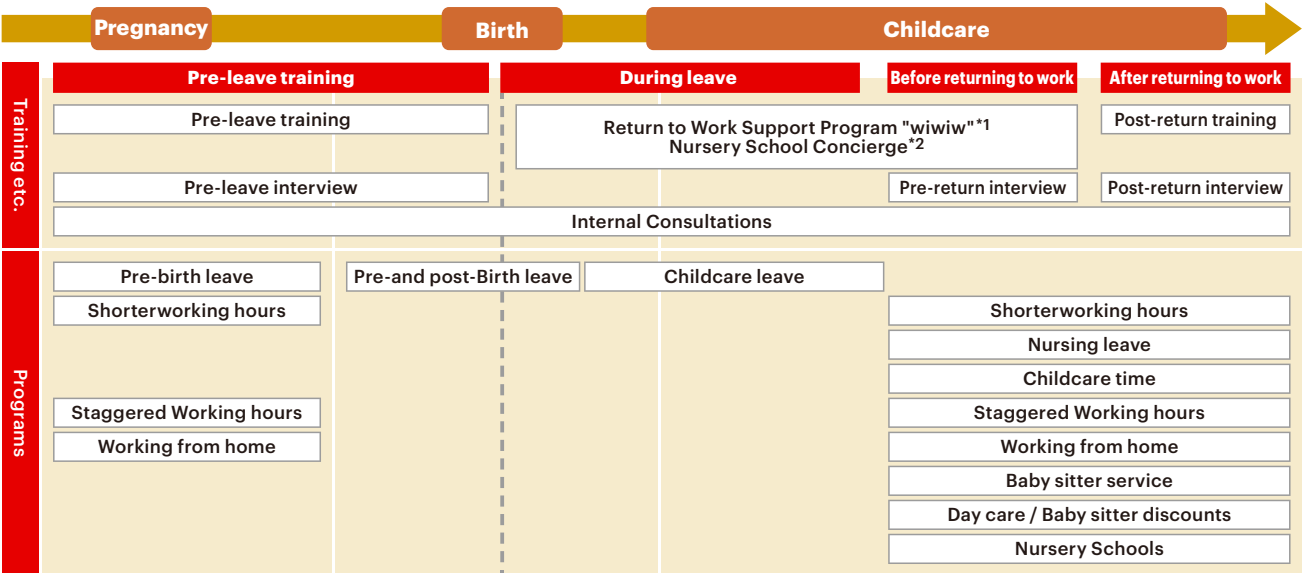 Pregnancy
Birth
Childcare
Pre-leave training
During leave
Before returning to work
After returning to work
Training etc.
Pre-leave training
Return to Work Support Program "wiwiw"*1
Nursery School Concierge*2
Post-return training
Pre-leave interview
Pre-return interview
Post-return interview
Internal Consultations
Programs
Pre-birth leave
Pre-and post-Birth leave
Childcare leave
Shorterworking hours
Shorterworking hours
Nursing leave
Childcare time
Staggered Working hours
Staggered Working hours
Working from home
Working from home
Baby sitter service
Day care / Baby sitter discounts
Nursery Schools